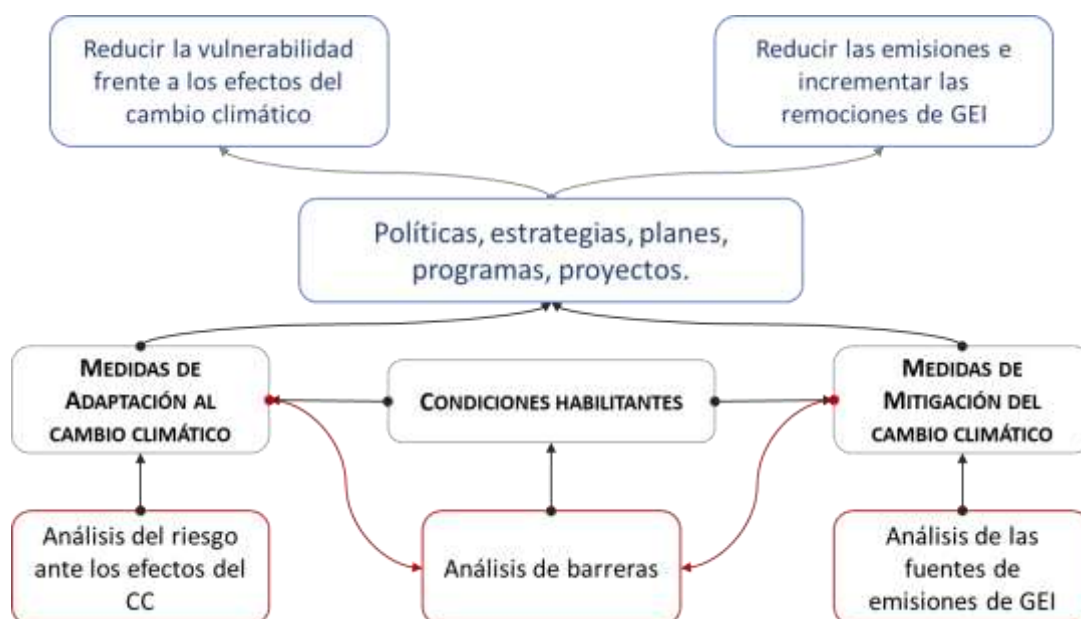 Reducir la vulnerabilidad
frente a los efectos del
cambio climático
Reducir las emisiones e
incrementar las
remociones de GEI
Políticas, estrategias, planes,
programas, proyectos.
MEDIDAS DE
ADAPTACIÓN AL
CAMBIO CLIMÁTICO
CONDICIONES HABILITANTES
MEDIDAS DE
MITIGACIÓN DEL
CAMBIO CLIMÁTICO
Análisis del riesgo
ante los efectos del
CC
Análisis de barreras
Análisis de las
fuentes de
emisiones de GEI